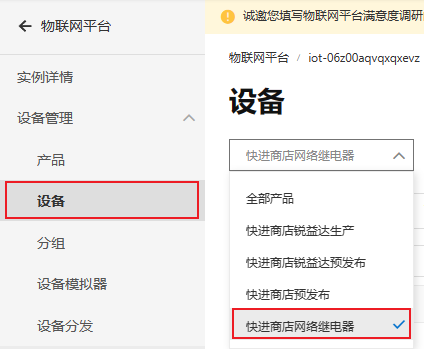 物联网平台
实例详情
设备管理
产品
设备
分组
设备模拟器
设备分发
诚邀您填写物联网平台满意度调研
物联网平台 / iot-06z00aqvqxqxevz
设备
快进商店网络继电器
全部产品
快进商店锐益达生产
快进商店锐益达预发布
快进商店预发布
快进商店网络继电器